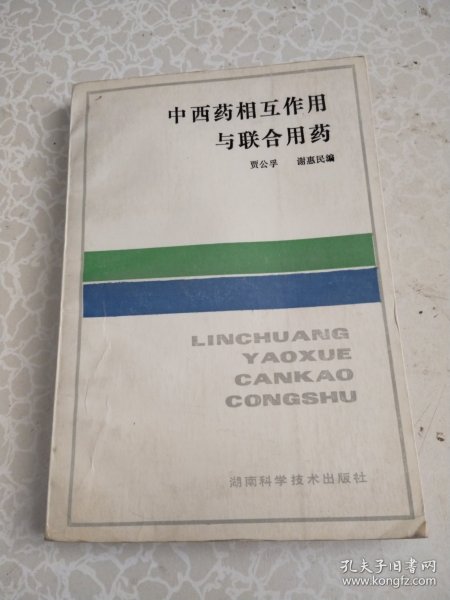 中西药相互作用
与联合用药
贾公孚 谢惠民编
LINCHUANG
YAOXUE
CANKAO
CONGSHU
湖南科学技术出版社
孔夫子旧书网
www.kongfz.com